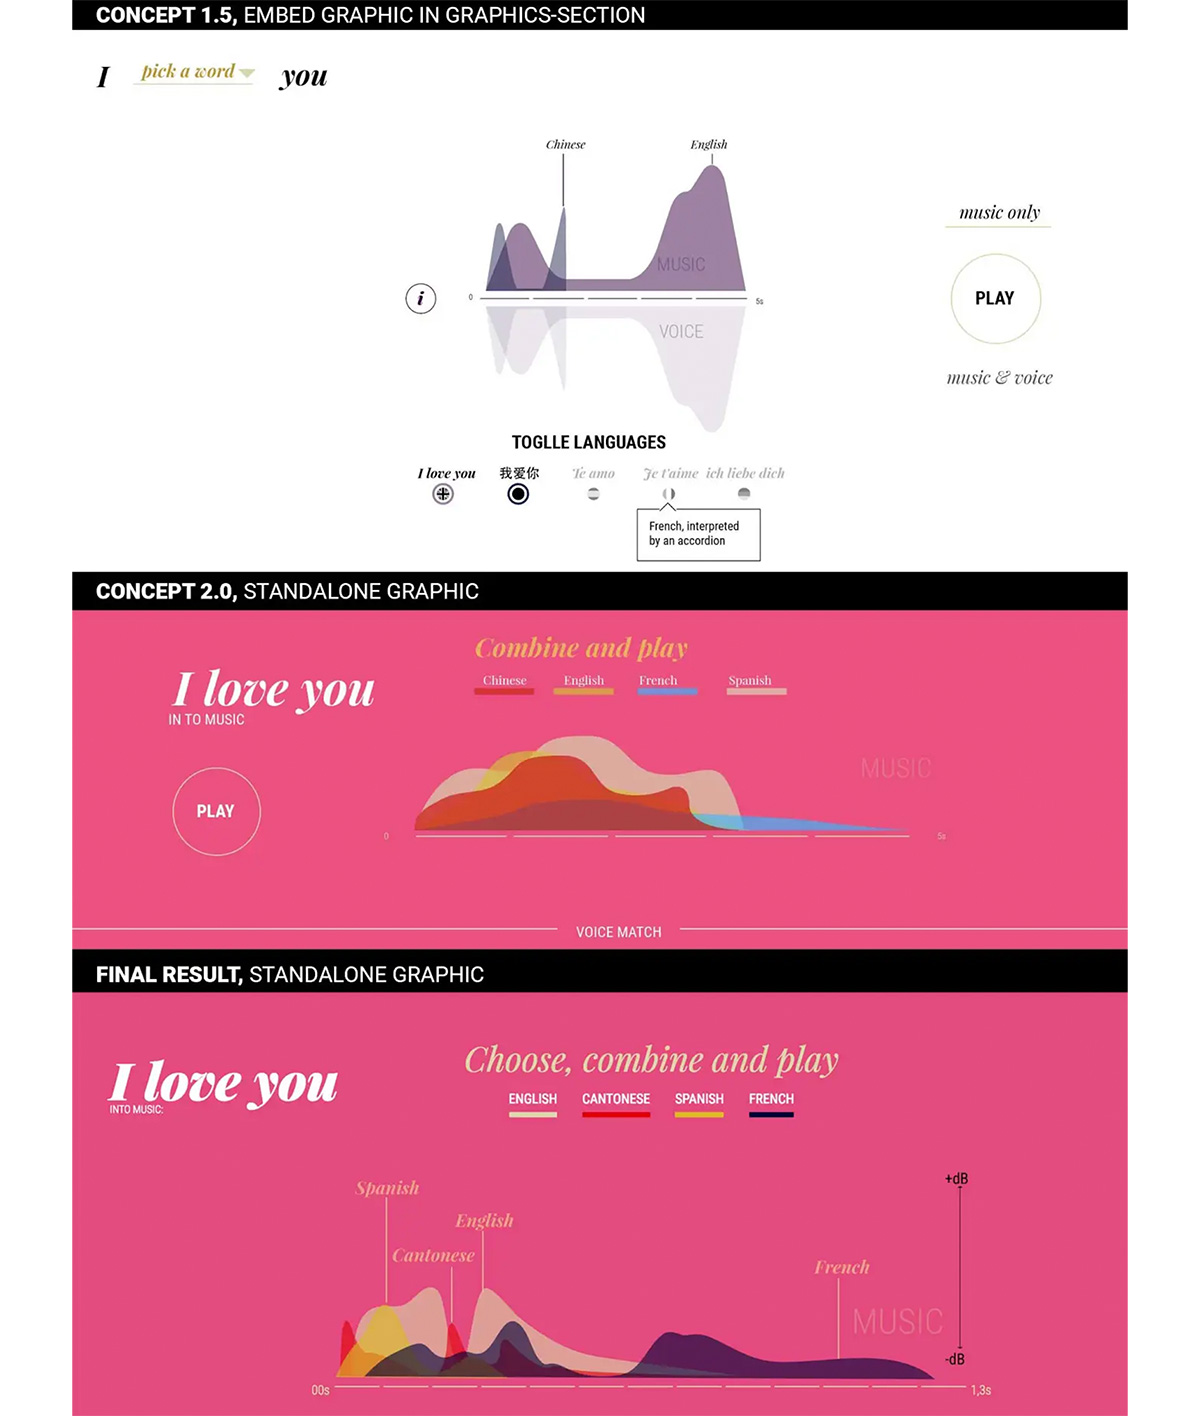 CONCEPT 1.5, EMBED GRAPHIC IN GRAPHICS-SECTION
I pick a word you
Chinese English
music only
MUSIC
i
0 5s
PLAY
VOICE
music & voice
TOGLLE LANGUAGES
I love you 我爱你 Te amo Je t'aime ich liebe dich
French, interpreted
by an accordion
CONCEPT 2.0, STANDALONE GRAPHIC
Combine and play
Chinese English French Spanish
I love you
IN TO MUSIC
MUSIC
PLAY
0 5s
VOICE MATCH
FINAL RESULT, STANDALONE GRAPHIC
Choose, combine and play
I love you
INTO MUSIC:
ENGLISH CANTONESE SPANISH FRENCH
+dB
Spanish
English
Cantonese
French
MUSIC
-dB
00s 1,3s